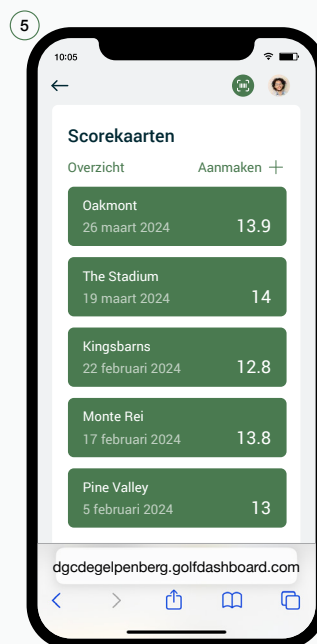 5
10:05
Scorekaarten
Overzicht Aanmaken +
Oakmont
26 maart 2024 13.9
The Stadium
19 maart 2024 14
Kingsbarns
22 februari 2024 12.8
Monte Rei
17 februari 2024 13.8
Pine Valley
5 februari 2024 13
dgcdegelpenberg.golfdashboard.com